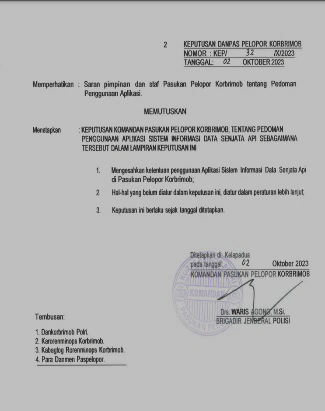 2 KEPUTUSAN DANPAS PELOPOR KORBRIMOB
NOMOR : KEP/ 32 /X/2023
TANGGAL: 02 OKTOBER 2023
Memperhatikan : Saran pimpinan dan staf Pasukan Pelopor Korbrimob tentang Pedoman
Penggunaan Aplikasi.
MEMUTUSKAN
Menetapkan : KEPUTUSAN KOMANDAN PASUKAN PELOPOR KORBRIMOB, TENTANG PEDOMAN
PENGGUNAAN APLIKASI SISTEM INFORMASI DATA SENJATA API SEBAGAIMANA
TERSEBUT DALAM LAMPIRAN KEPUTUSAN INI
1. Mengesahkan ketentuan penggunaan Aplikasi Sistem Informasi Data Senjata Api
di Pasukan Pelopor Korbrimob;
2. Hal-hal yang belum diatur dalam keputusan ini, diatur dalam peraturan lebih lanjut;
3. Keputusan ini berlaku sejak tanggal ditetapkan.
Ditetapkan di Kelapadua
pada tanggal 02 Oktober 2023
KOMANDAN PASUKAN PELOPOR KORBRIMOB
Drs. WARIS AGONO, M.Si.
BRIGADIR JENDERAL POLISI
Tembusan:
1. Dankorbrimob Polri.
2. Karorenminops Korbrimob.
3. Kabaglog Rorenminops Korbrimob.
4. Para Danmen Paspelopor.